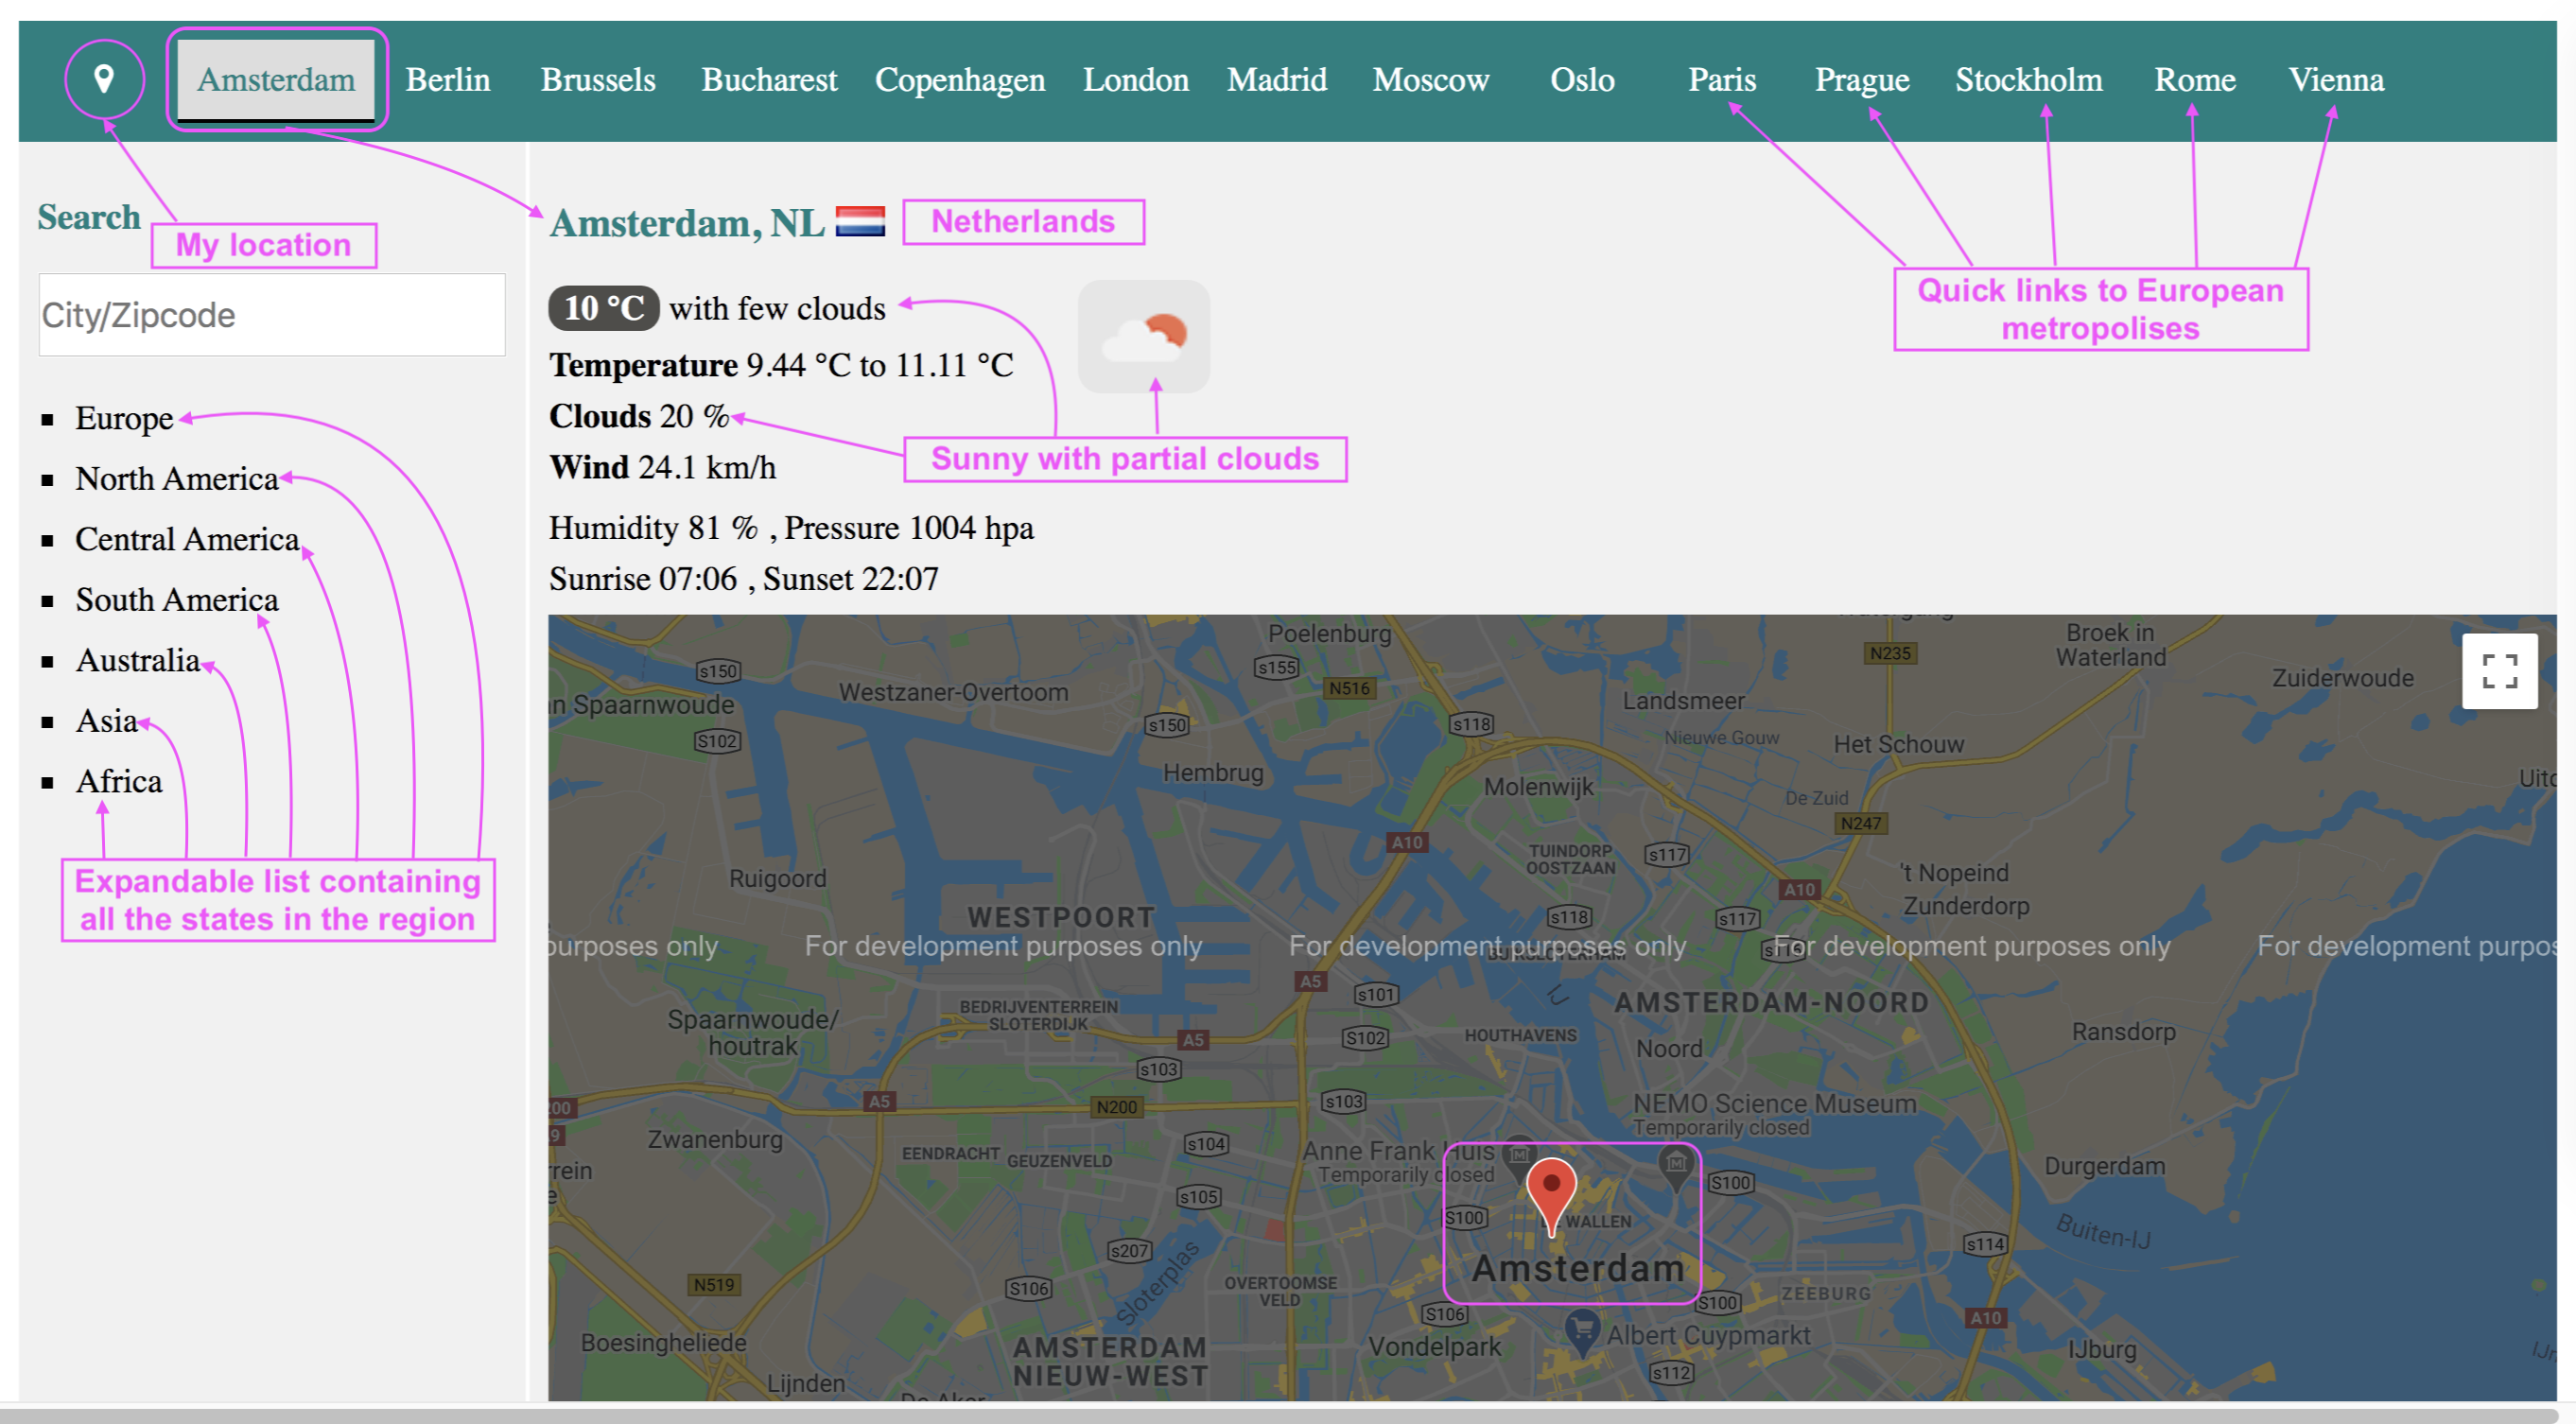 Amsterdam Berlin Brussels Bucharest Copenhagen London Madrid Moscow Oslo Paris Prague Stockholm Rome Vienna
Search
My location
City/Zipcode
Europe
North America
Central America
South America
Australia
Asia
Africa
Expandable list containing
all the states in the region
Amsterdam, NL
Netherlands
10 °C with few clouds
Temperature 9.44 °C to 11.11 °C
Clouds 20 %
Wind 24.1 km/h
Sunny with partial clouds
Humidity 81 % , Pressure 1004 hpa
Sunrise 07:06 , Sunset 22:07
Quick links to European
metropolises
Poelenburg
Broek in
Waterland
s150
s155
N235
Westzaner-Overtoom
N516
Landsmeer
Zuiderwoude
n Spaarnwoude
s150
s118
S102
Nieuwe Gouw
Het Schouw
Hembrug
Molenwijk
De Zuid
N247
A10
TUINDORP
OOSTZAAN
s117
Ruigoord
A10
't Nopeind
Zunderdorp
WESTPOORT
s118
s117
purposes only For development purposes only For development purposes only For development purposes only For development purpos
s116
A5
s101
IJ
AMSTERDAM-NOORD
BEDRIJVENTERREIN
SLOTERDIJK
Spaarnwoude/
houtrak
A5
S102
HOUTHAVENS
Noord
Ransdorp
s103
A5
N200
s103
NEMO Science Museum
Temporarily closed
Zwanenburg
EENDRACHT
GEUZENVELD
s104
Anne Frank Huis
Temporarily closed
S100
Durgerdam
s105
S100
WALLEN
Buiten-IJ
s114
s207
Amsterdam
N519
S106
Sloterplas
OVERTOOMSE
VELD
S106
S100
ZEEBURG
A10
Boesingheliede
AMSTERDAM
NIEUW-WEST
Vondelpark
Albert Cuypmarkt
IJburg
s112
Lijnden